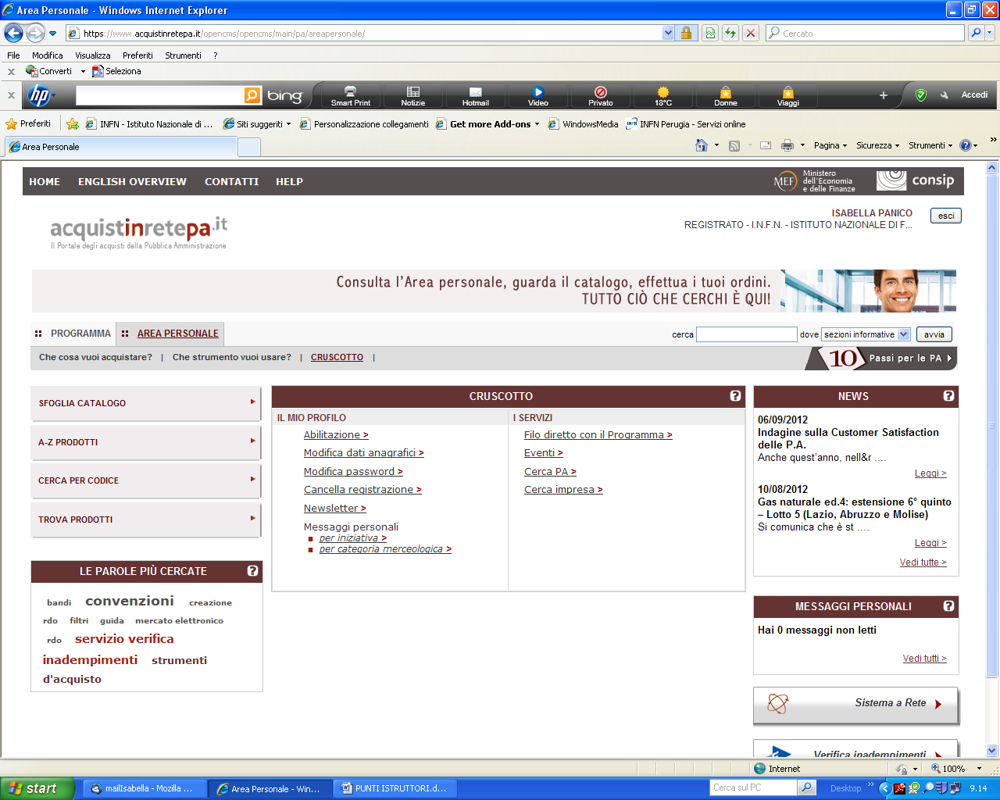 Area Personale - Windows Internet Explorer
https://www.acquistinretepa.it/opencms/opencms/main/pa/areapersonale/
Cercato
File Modifica Visualizza Preferiti Strumenti ?
x Converti Seleziona
x hp bing Smart Print Notizie Hotmail Video Privato 18°C Donne Viaggi + Accedi
Preferiti INFN - Istituto Nazionale di ... Siti suggeriti Personalizzazione collegamenti Get more Add-ons WindowsMedia INFN Perugia - Servizi online
Area Personale Pagina Sicurezza Strumenti »
HOME ENGLISH OVERVIEW CONTATTI HELP
MEF Ministero dell'Economia e delle Finanze consip
ISABELLA PANICO esci
REGISTRATO - I.N.F.N. - ISTITUTO NAZIONALE DI F...
acquistinretepa.it
Il Portale degli acquisti della Pubblica Amministrazione
Consulta l'Area personale, guarda il catalogo, effettua i tuoi ordini.
TUTTO CIÒ CHE CERCHI È QUI!
PROGRAMMA AREA PERSONALE cerca dove sezioni informative avvia
Che cosa vuoi acquistare? | Che strumento vuoi usare? | CRUSCOTTO |
10 Passi per le PA
SFOGLIA CATALOGO
A-Z PRODOTTI
CERCA PER CODICE
TROVA PRODOTTI
LE PAROLE PIÙ CERCATE ?
bandi convenzioni creazione
rdo filtri guida mercato elettronico
rdo servizio verifica
inadempimenti strumenti
d'acquisto
CRUSCOTTO ?
IL MIO PROFILO
Abilitazione >
Modifica dati anagrafici >
Modifica password >
Cancella registrazione >
Newsletter >
Messaggi personali
per iniziativa >
per categoria merceologica >
I SERVIZI
Filo diretto con il Programma >
Eventi >
Cerca PA >
Cerca impresa >
NEWS ?
06/09/2012
Indagine sulla Customer Satisfaction
delle P.A.
Anche quest'anno, nell&r ....
Leggi >
10/08/2012
Gas naturale ed.4: estensione 6° quinto
– Lotto 5 (Lazio, Abruzzo e Molise)
Si comunica che è st ....
Leggi >
Vedi tutte >
MESSAGGI PERSONALI ?
Hai 0 messaggi non letti
Vedi tutti >
Sistema a Rete
Verifica inadempimenti
Internet 100%
start mailIsabella - Mozilla ... Area Personale - Win... PUNTI ISTRUTTORI.d... Cerca sul PC Desktop » 9.14